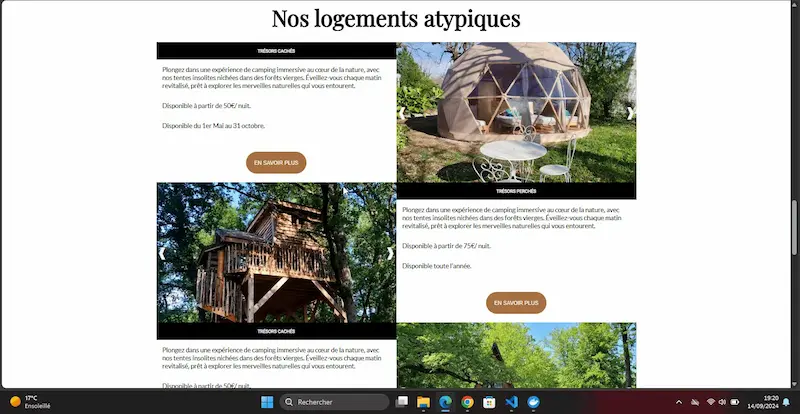 Nos logements atypiques
TRÉSORS CACHÉS
Plongez dans une expérience de camping immersive au cœur de la nature, avec
nos tentes insolites nichées dans des forêts vierges. Éveillez-vous chaque matin
revitalisé, prêt à explorer les merveilles naturelles qui vous entourent.
Disponible à partir de 50€/ nuit.
Disponible du 1er Mai au 31 octobre.
EN SAVOIR PLUS
TRÉSORS PERCHÉS
Plongez dans une expérience de camping immersive au cœur de la nature, avec
nos tentes insolites nichées dans des forêts vierges. Éveillez-vous chaque matin
revitalisé, prêt à explorer les merveilles naturelles qui vous entourent.
Disponible à partir de 75€/ nuit.
Disponible toute l'année.
EN SAVOIR PLUS
TRÉSORS CACHÉS
Plongez dans une expérience de camping immersive au cœur de la nature, avec
nos tentes insolites nichées dans des forêts vierges. Éveillez-vous chaque matin
revitalisé, prêt à explorer les merveilles naturelles qui vous entourent.
Disponible à partir de 50€/ nuit.
17°C
Ensoleillé
Rechercher
19:20
14/09/2024